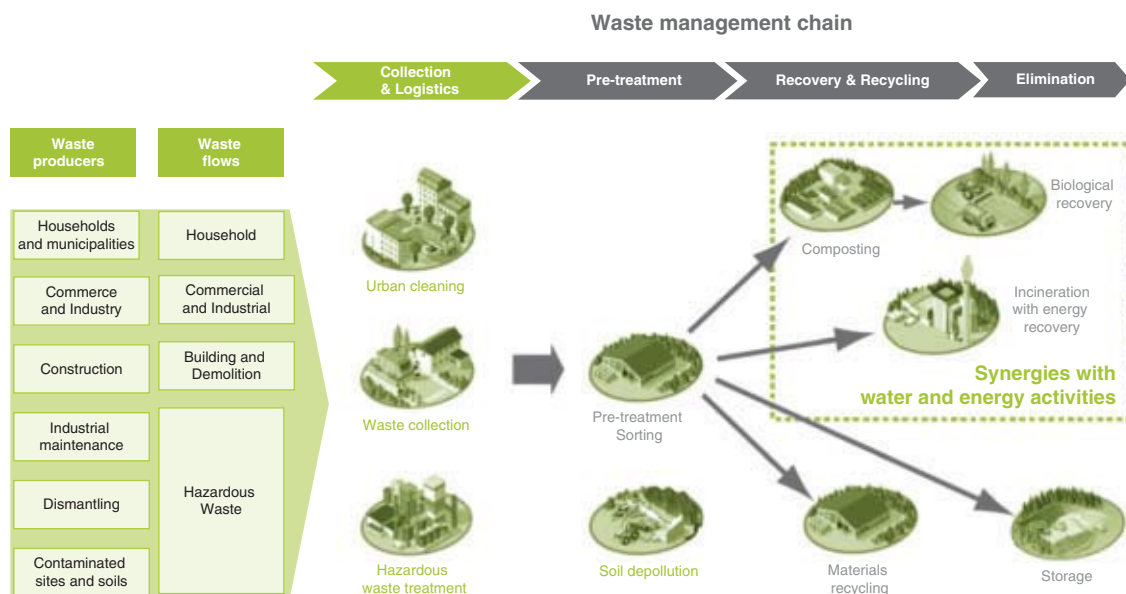 Waste management chain
Collection
& Logistics
Pre-treatment
Recovery & Recycling
Elimination
Waste
producers
Waste
flows
Households
and municipalities
Household
Commerce
and Industry
Commercial
and Industrial
Construction
Building and
Demolition
Industrial
maintenance
Dismantling
Hazardous
Waste
Contaminated
sites and soils
Urban cleaning
Waste collection
Hazardous
waste treatment
Pre-treatment
Sorting
Soil depollution
Composting
Biological
recovery
Incineration
with energy
recovery
Synergies with
water and energy activities
Materials
recycling
Storage